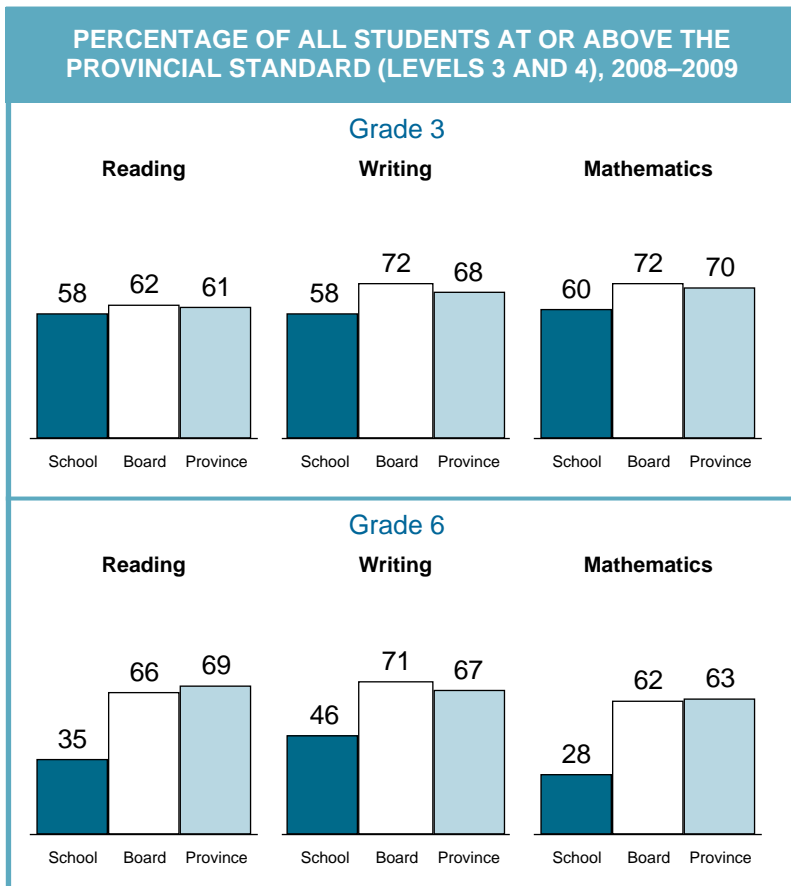 PERCENTAGE OF ALL STUDENTS AT OR ABOVE THE
PROVINCIAL STANDARD (LEVELS 3 AND 4), 2008–2009
Grade 3
Reading Writing Mathematics
58 62 61 58 72 68 60 72 70
School Board Province School Board Province School Board Province
Grade 6
Reading Writing Mathematics
35 66 69 46 71 67 28 62 63
School Board Province School Board Province School Board Province